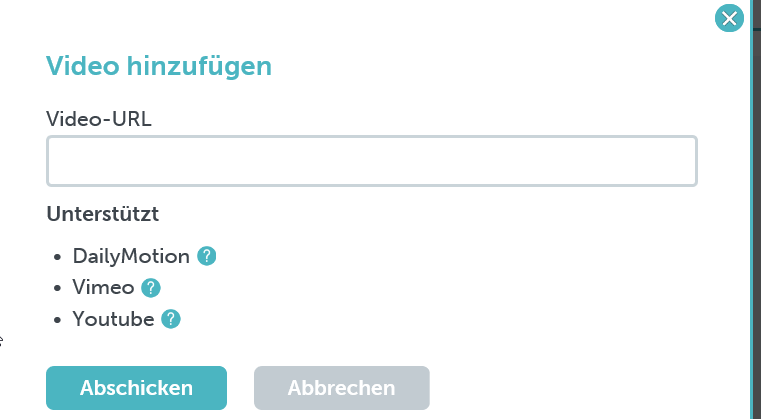 Video hinzufügen
Video-URL
Unterstützt
• DailyMotion ?
• Vimeo ?
• Youtube ?
Abschicken Abbrechen